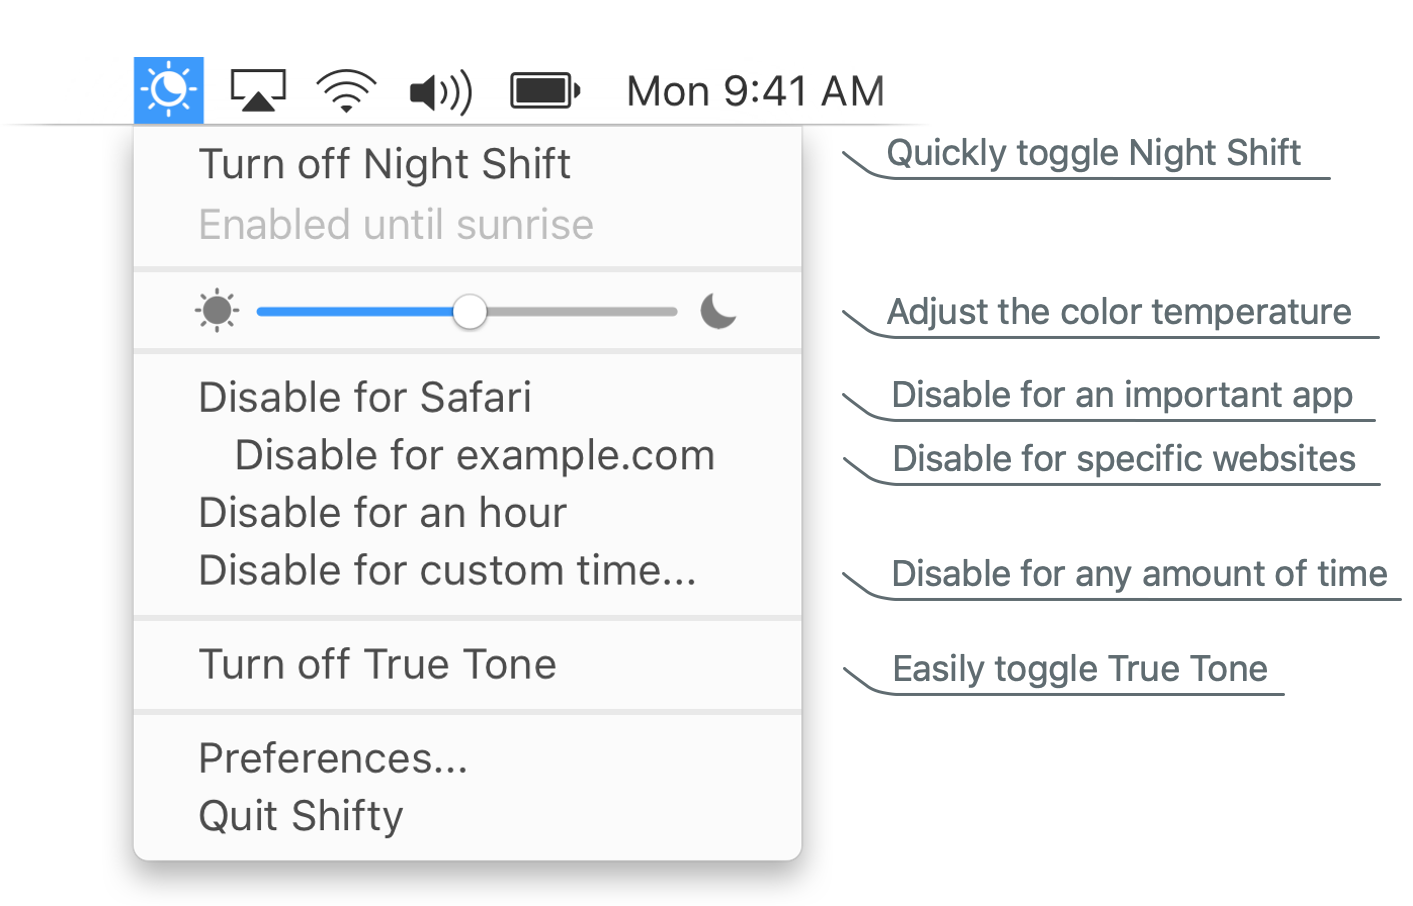 Mon 9:41 AM
Turn off Night Shift
Quickly toggle Night Shift
Enabled until sunrise
Adjust the color temperature
Disable for Safari
Disable for an important app
Disable for example.com
Disable for specific websites
Disable for an hour
Disable for custom time...
Disable for any amount of time
Turn off True Tone
Easily toggle True Tone
Preferences...
Quit Shifty